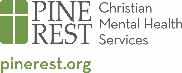 PINE REST
Christian
Mental Health
Services
pinerest.org